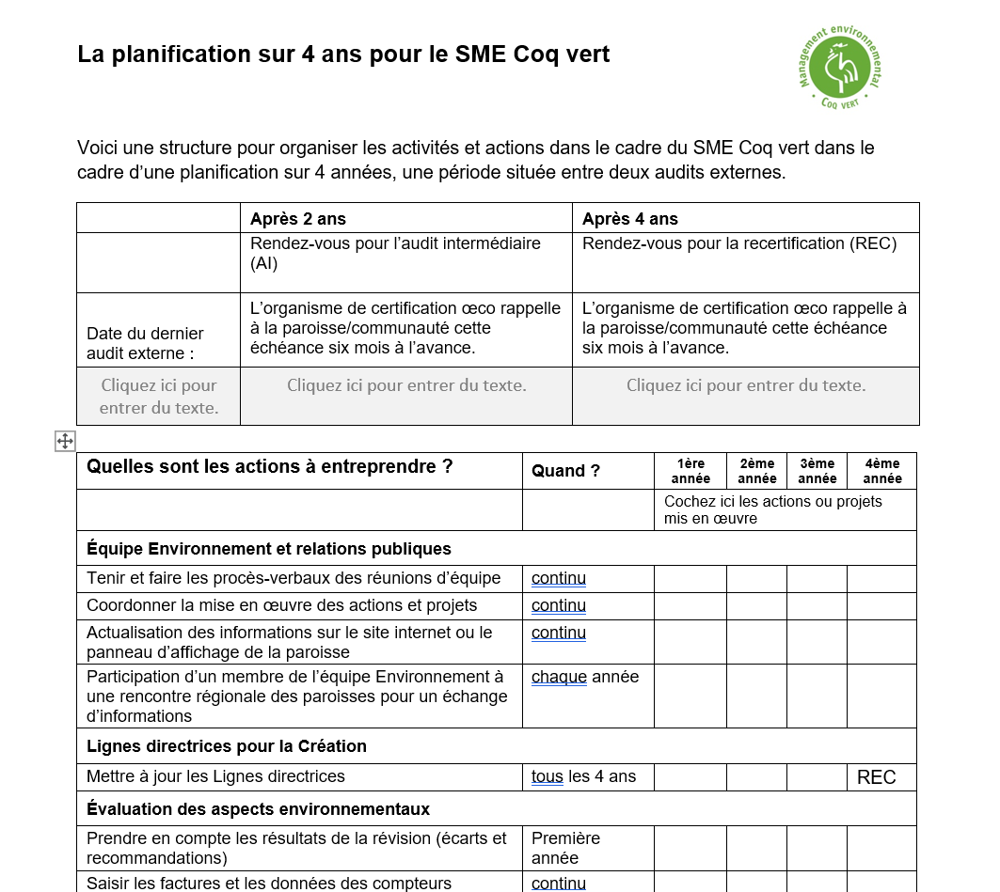 La planification sur 4 ans pour le SME Coq vert
Management environnemental
• COQ VERT •
Voici une structure pour organiser les activités et actions dans le cadre du SME Coq vert dans le
cadre d’une planification sur 4 années, une période située entre deux audits externes.
Après 2 ans
Après 4 ans
Rendez-vous pour l’audit intermédiaire
(AI)
Rendez-vous pour la recertification (REC)
Date du dernier
audit externe :
L’organisme de certification œco rappelle
à la paroisse/communauté cette
échéance six mois à l’avance.
L’organisme de certification œco rappelle à
la paroisse/communauté cette échéance
six mois à l’avance.
Cliquez ici pour
entrer du texte.
Cliquez ici pour entrer du texte.
Cliquez ici pour entrer du texte.
Quelles sont les actions à entreprendre ?
Quand ?
1ère
année
2ème
année
3ème
année
4ème
année
Cochez ici les actions ou projets
mis en œuvre
Équipe Environnement et relations publiques
Tenir et faire les procès-verbaux des réunions d’équipe
continu
Coordonner la mise en œuvre des actions et projets
continu
Actualisation des informations sur le site internet ou le
panneau d’affichage de la paroisse
continu
Participation d’un membre de l’équipe Environnement à
une rencontre régionale des paroisses pour un échange
d’informations
chaque année
Lignes directrices pour la Création
Mettre à jour les Lignes directrices
tous les 4 ans
REC
Évaluation des aspects environnementaux
Prendre en compte les résultats de la révision (écarts et
recommandations)
Première
année
Saisir les factures et les données des compteurs
continu